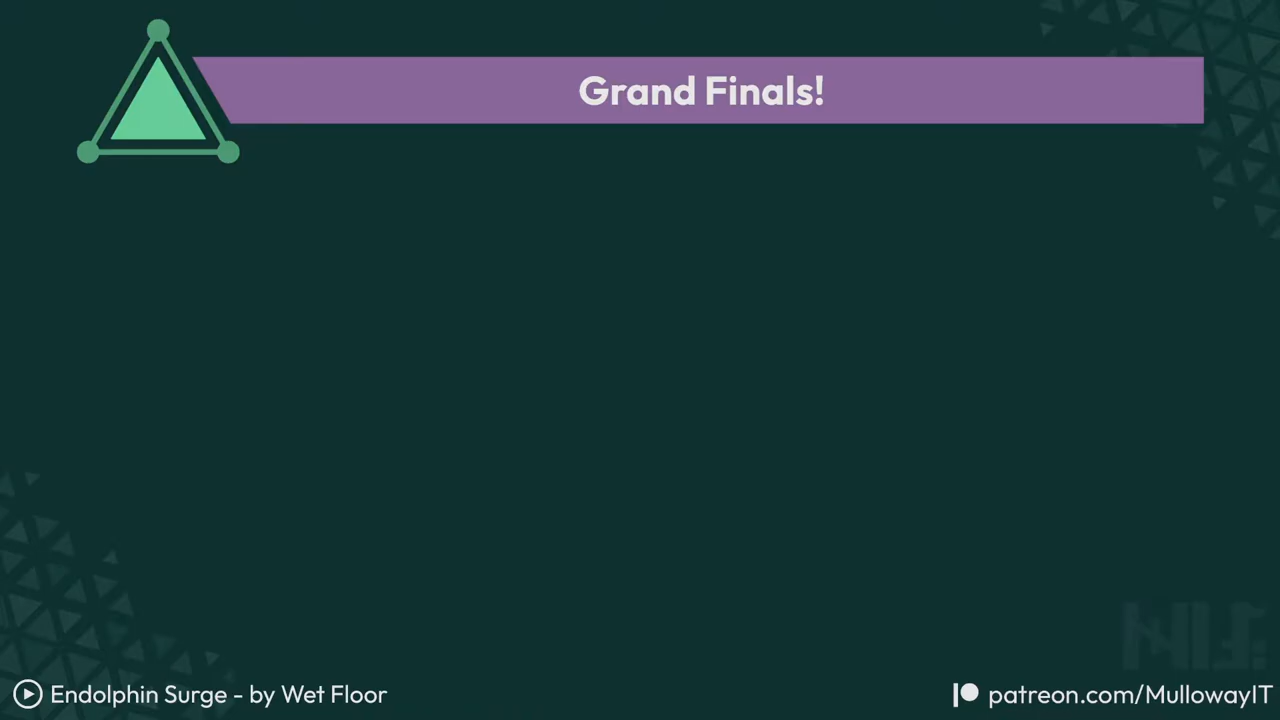 Grand Finals!
Endolphin Surge - by Wet Floor
patreon.com/MullowayIT